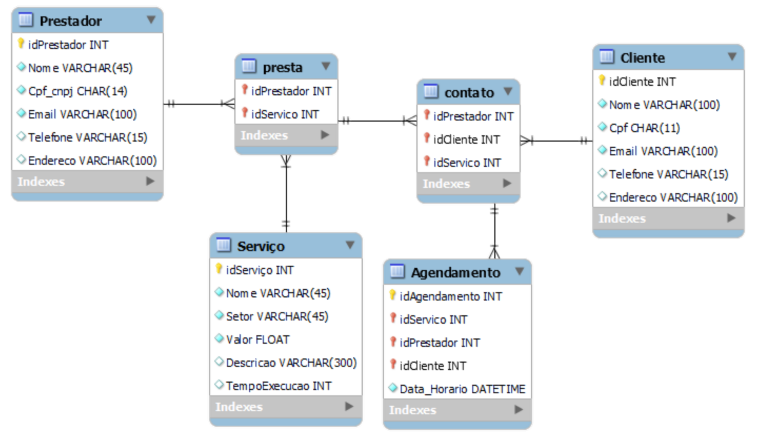 Prestador
idPrestador INT
Nome VARCHAR(45)
Cpf_cnpj CHAR(14)
Email VARCHAR(100)
Telefone VARCHAR(15)
Endereco VARCHAR(100)
Indexes
presta
idPrestador INT
idServico INT
Indexes
contato
idPrestador INT
idCliente INT
idServico INT
Indexes
Cliente
idCliente INT
Nome VARCHAR(100)
Cpf CHAR(11)
Email VARCHAR(100)
Telefone VARCHAR(15)
Endereco VARCHAR(100)
Indexes
Serviço
idServiço INT
Nome VARCHAR(45)
Setor VARCHAR(45)
Valor FLOAT
Descricao VARCHAR(300)
TempoExecucao INT
Indexes
Agendamento
idAgendamento INT
idServico INT
idPrestador INT
idCliente INT
Data_Horario DATETIME
Indexes